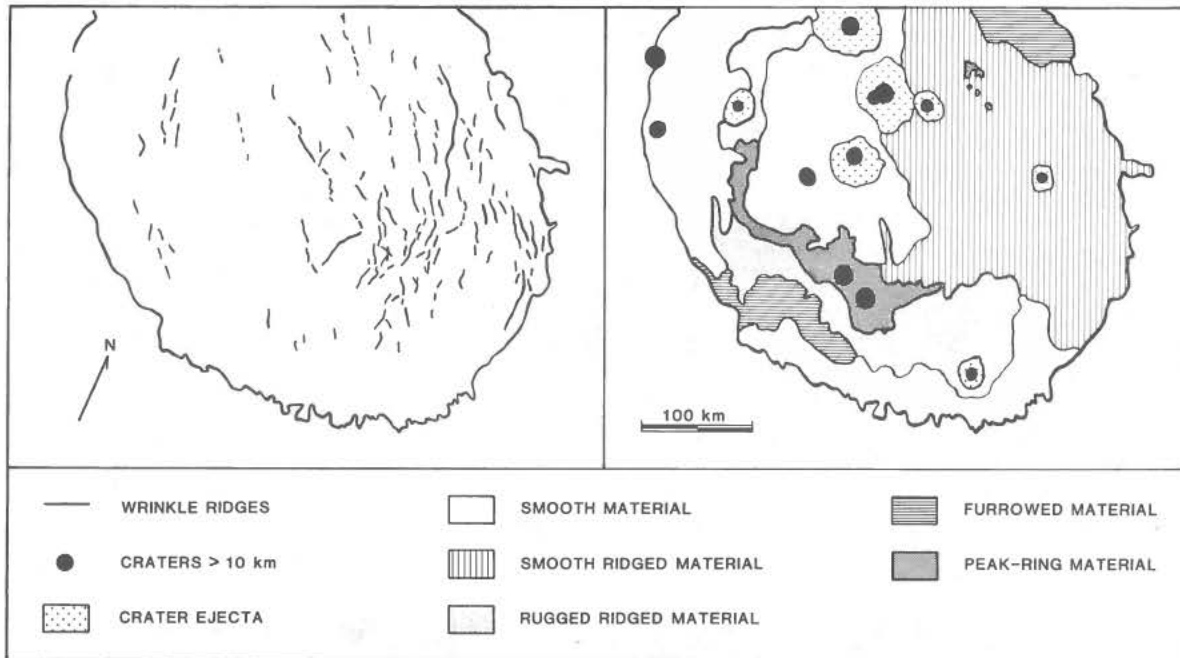 N
100 km
WRINKLE RIDGES
CRATERS > 10 km
CRATER EJECTA
SMOOTH MATERIAL
SMOOTH RIDGED MATERIAL
RUGGED RIDGED MATERIAL
FURROWED MATERIAL
PEAK-RING MATERIAL